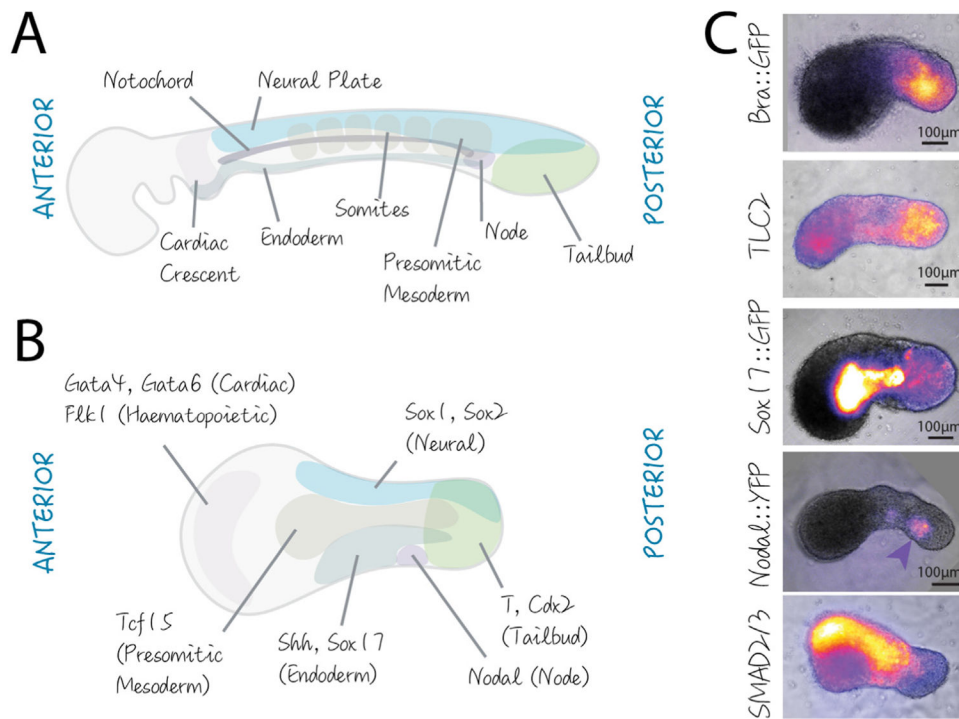 A
Notochord
Neural Plate
ANTERIOR
POSTERIOR
Cardiac
Crescent
Endoderm
Somites
Presomitic
Mesoderm
Node
Tailbud
B
Gata4, Gata6 (Cardiac)
Flk1 (Haematopoietic)
Sox1, Sox2
(Neural)
ANTERIOR
POSTERIOR
Tcf15
(Presomitic
Mesoderm)
Shh, Sox17
(Endoderm)
T, Cdx2
(Tailbud)
Nodal (Node)
C
Bra::GFP
100μm
TLC2
100μm
Sox17::GFP
100μm
Nodal::YFP
100μm
SMAD2/3